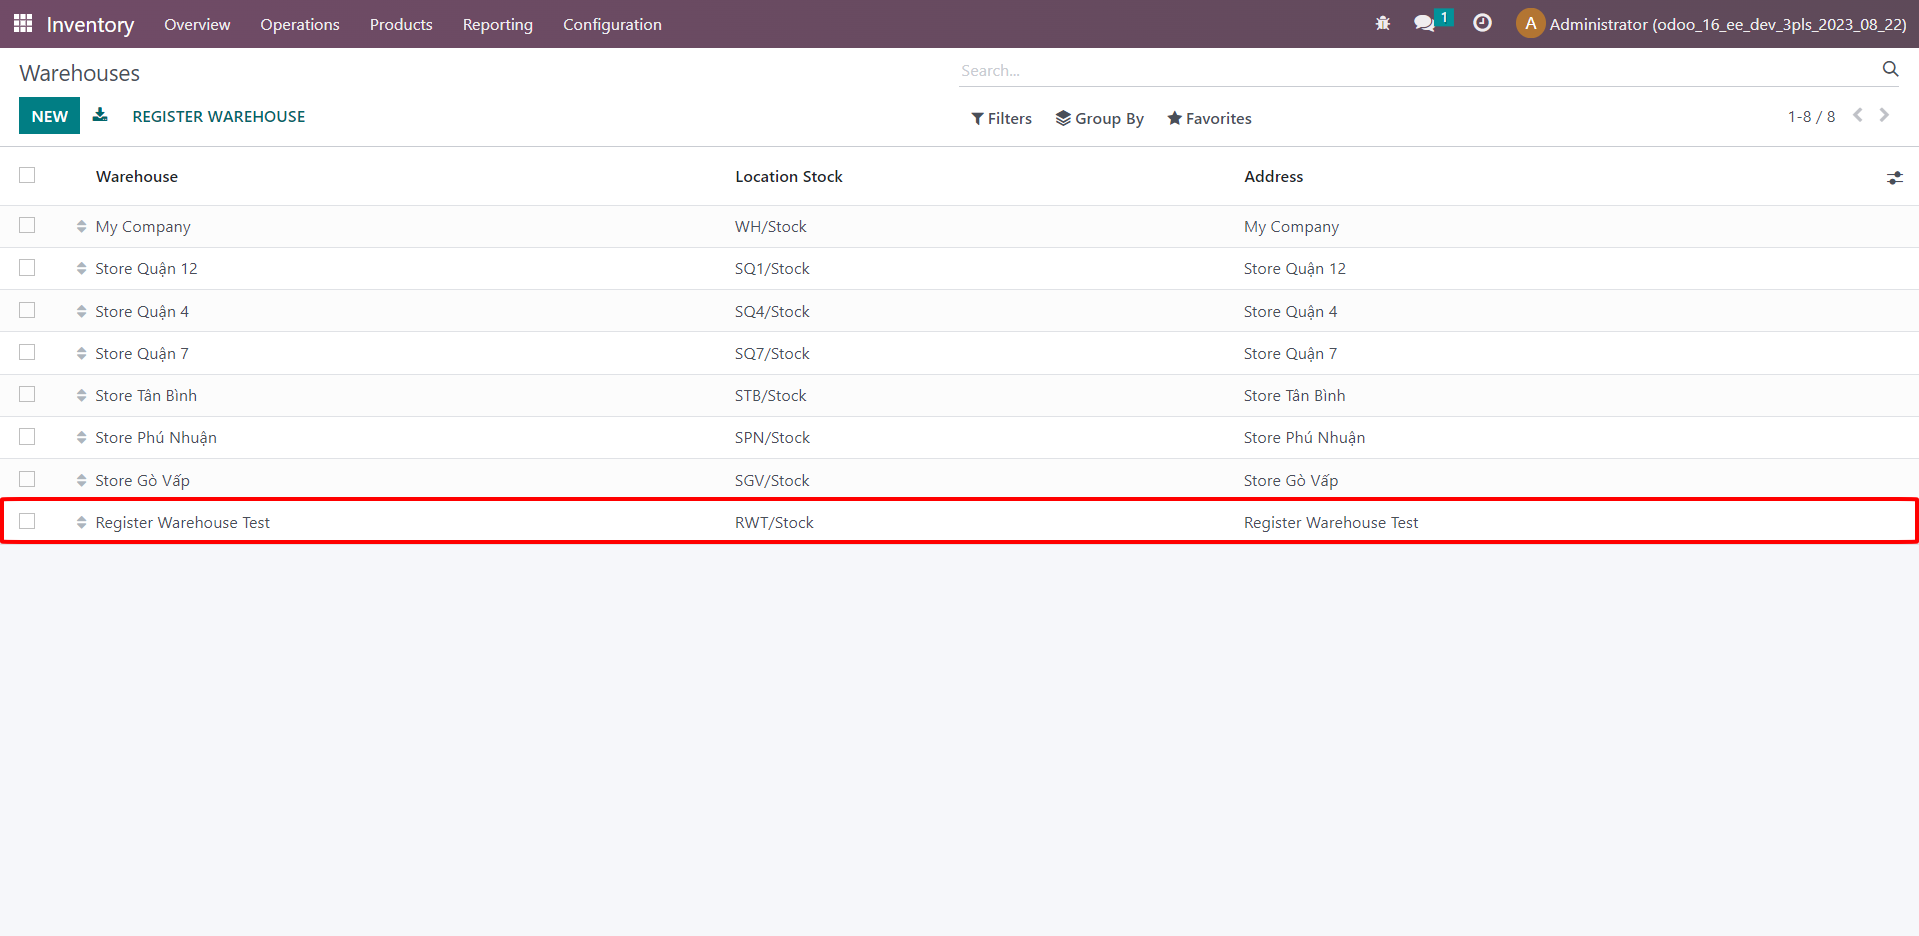 Inventory Overview Operations Products Reporting Configuration 1 A Administrator (odoo_16_ee_dev_3pls_2023_08_22)
Warehouses Search...
NEW REGISTER WAREHOUSE Filters Group By Favorites 1-8 / 8
Warehouse Location Stock Address
My Company WH/Stock My Company
Store Quận 12 SQ1/Stock Store Quận 12
Store Quận 4 SQ4/Stock Store Quận 4
Store Quận 7 SQ7/Stock Store Quận 7
Store Tân Bình STB/Stock Store Tân Bình
Store Phú Nhuận SPN/Stock Store Phú Nhuận
Store Gò Vấp SGV/Stock Store Gò Vấp
Register Warehouse Test RWT/Stock Register Warehouse Test